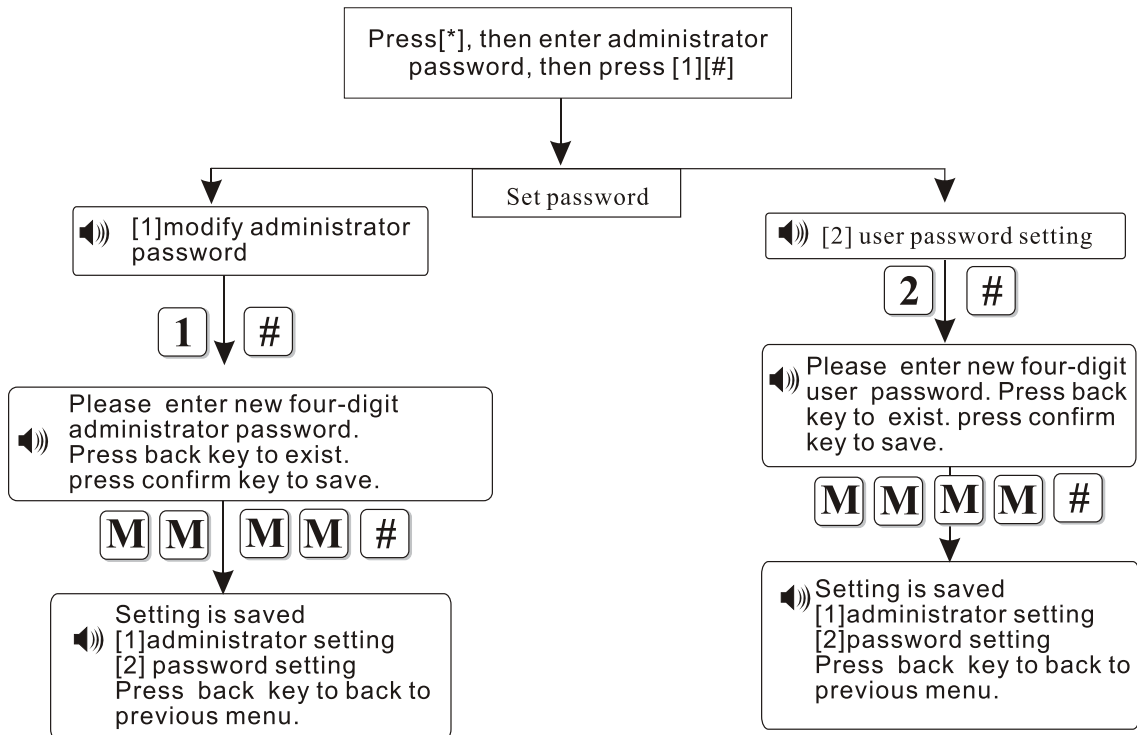 Press[*], then enter administrator
password, then press [1][#]
Set password
[1]modify administrator
password
1 #
Please enter new four-digit
administrator password.
Press back key to exist.
press confirm key to save.
M M M M #
Setting is saved
[1]administrator setting
[2] password setting
Press back key to back to
previous menu.
[2] user password setting
2 #
Please enter new four-digit
user password. Press back
key to exist. press confirm
key to save.
M M M M #
Setting is saved
[1]administrator setting
[2]password setting
Press back key to back to
previous menu.